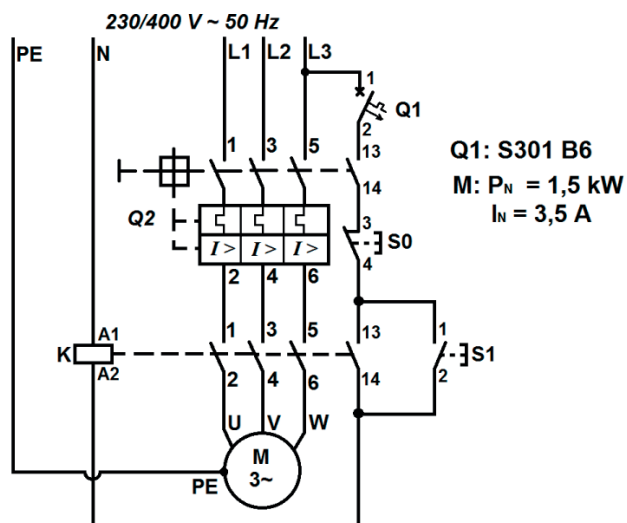 230/400 V ~ 50 Hz
PE N L1 L2 L3
1
Q1
2
1 3 5 13
14
Q1: S301 B6
M: PN = 1,5 kW
IN = 3,5 A
Q2
I > I > I >
2 4 6
3
S0
4
1 3 5 13 1
A1
K
A2
S1
2 4 6 14 2
U V W
M
3~
PE